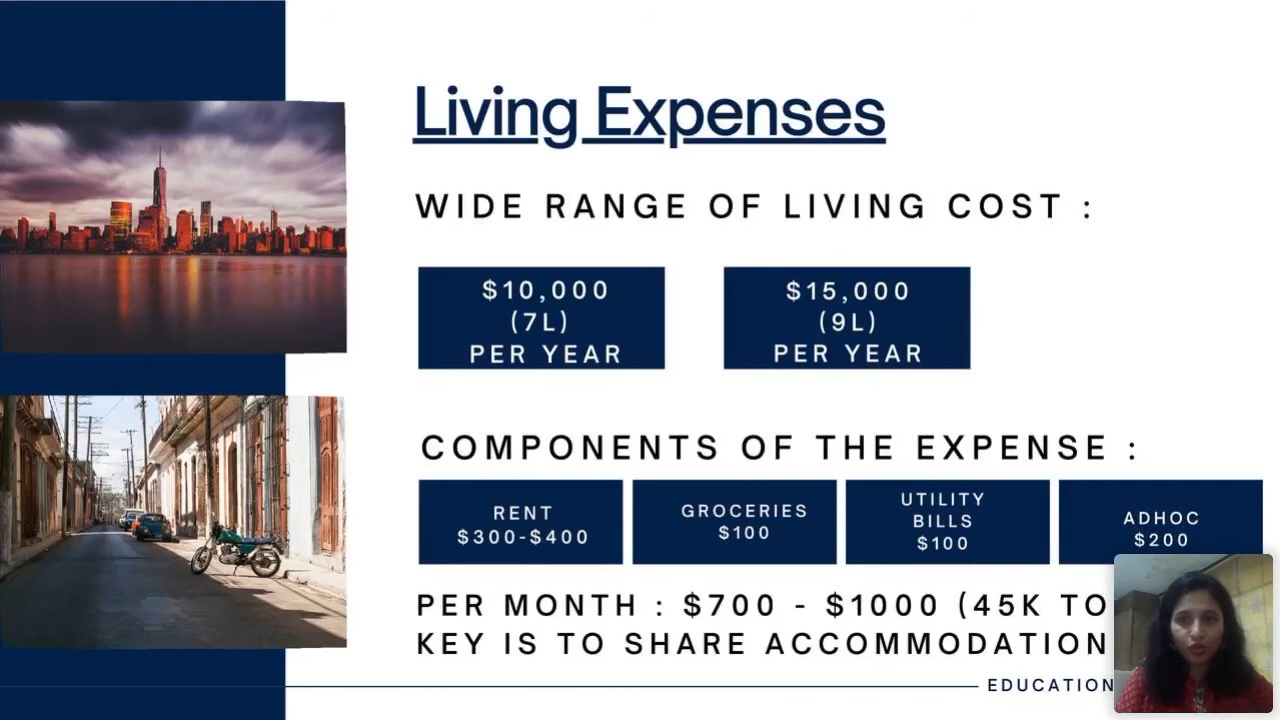 Living Expenses
WIDE RANGE OF LIVING COST :
$10,000
(7L)
PER YEAR
$15,000
(9L)
PER YEAR
COMPONENTS OF THE EXPENSE :
RENT
$300-$400
GROCERIES
$100
UTILITY
BILLS
$100
ADHOC
$200
PER MONTH : $700 - $1000 (45K TO
KEY IS TO SHARE ACCOMMODATION
EDUCATION